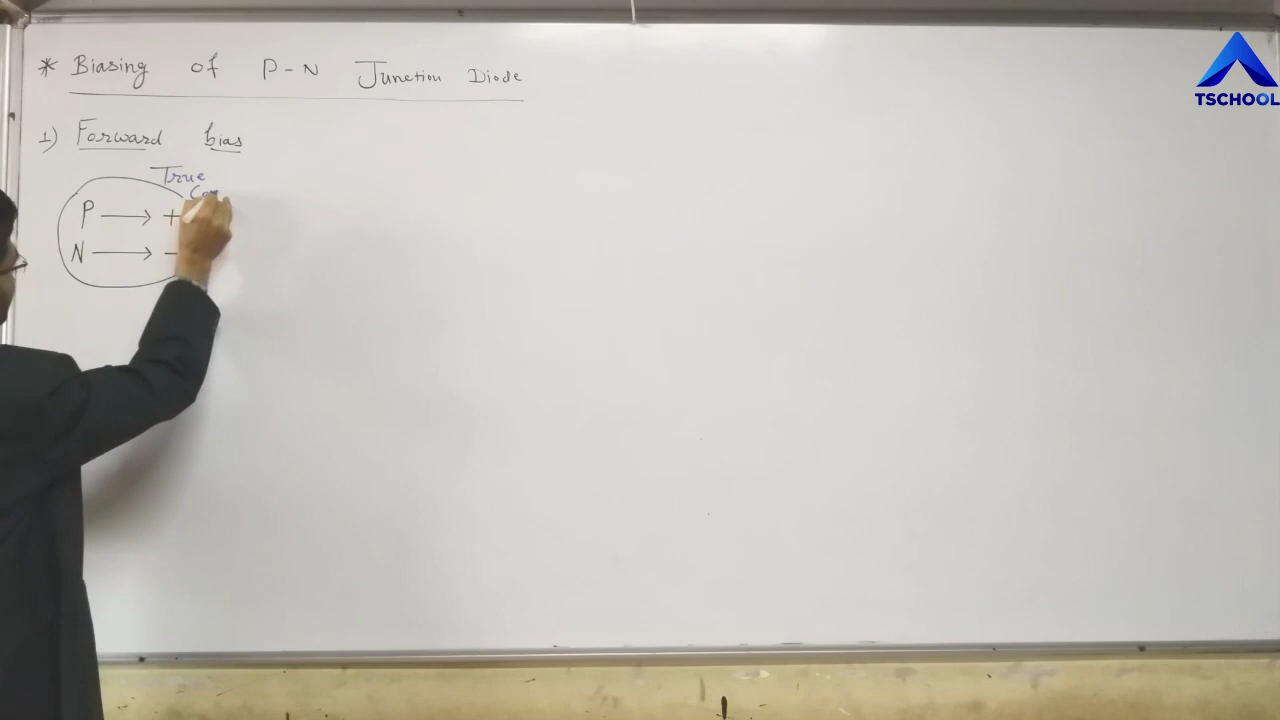 * Biasing of P-N Junction Diode
1) Forward bias
True
P → +
N → -
TSCHOOL